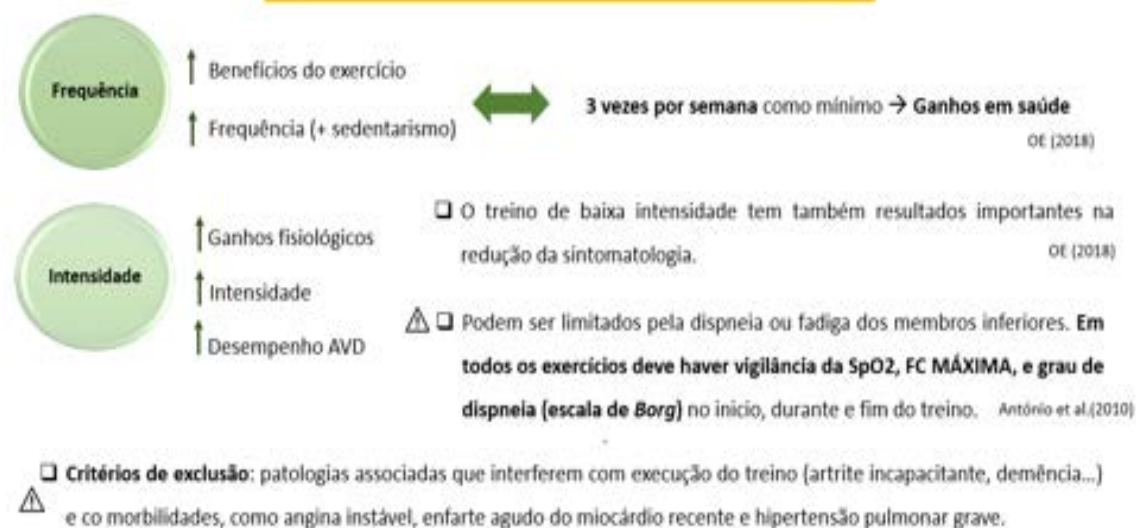 Frequência
Benefícios do exercício
Frequência (+ sedentarismo)
3 vezes por semana como mínimo → Ganhos em saúde
OE (2018)
Intensidade
Ganhos fisiológicos
Intensidade
Desempenho AVD
❑ O treino de baixa intensidade tem também resultados importantes na
redução da sintomatologia.
OE (2018)
❑ Podem ser limitados pela dispneia ou fadiga dos membros inferiores. Em
todos os exercícios deve haver vigilância da SpO2, FC MÁXIMA, e grau de
dispneia (escala de Borg) no inicio, durante e fim do treino. António et al.(2010)
❑ Critérios de exclusão: patologias associadas que interferem com execução do treino (artrite incapacitante, demência...)
e co morbilidades, como angina instável, enfarte agudo do miocárdio recente e hipertensão pulmonar grave.